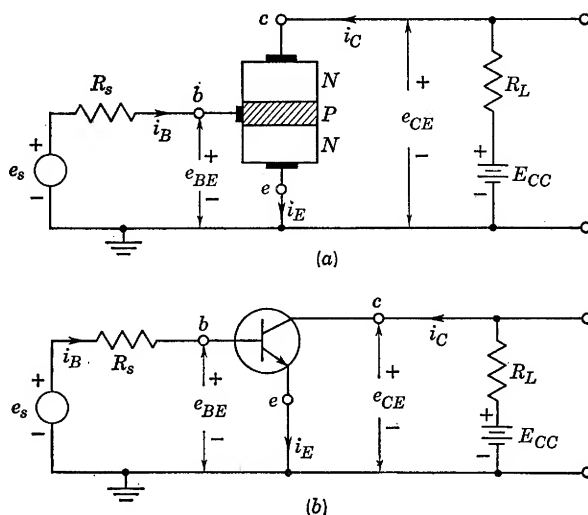 c
i_C
N
P
N
R_s
i_B
b
+
e_s
−
+
e_BE
−
e
i_E
+
e_CE
−
R_L
+
E_CC
−
(a)
b
c
i_C
i_B
R_s
+
e_s
−
+
e_BE
−
e
i_E
+
e_CE
−
R_L
+
E_CC
−
(b)